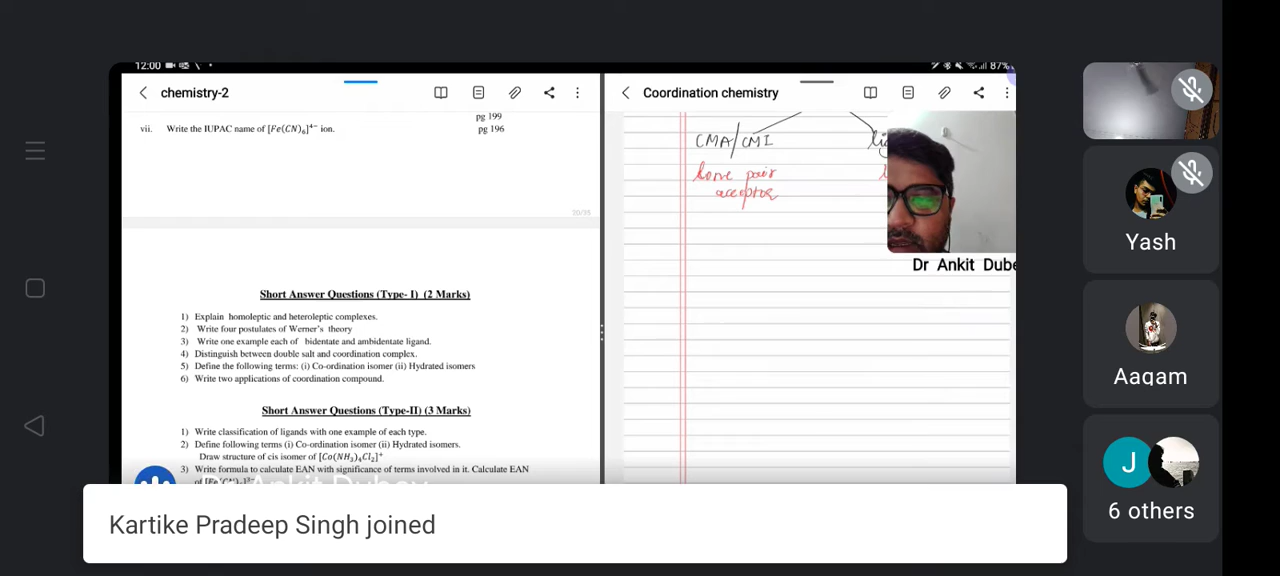 12:00
87%
chemistry-2
Coordination chemistry
pg 199
vii. Write the IUPAC name of [Fe(CN)₆]⁴⁻ ion.
pg 196
20/35
CMA/CMI
lone pair
acceptor
Dr Ankit Dube
Short Answer Questions (Type- I) (2 Marks)
1) Explain homoleptic and heteroleptic complexes.
2) Write four postulates of Werner's theory
3) Write one example each of bidentate and ambidentate ligand.
4) Distinguish between double salt and coordination complex.
5) Define the following terms: (i) Co-ordination isomer (ii) Hydrated isomers
6) Write two applications of coordination compound.
Short Answer Questions (Type-II) (3 Marks)
1) Write classification of ligands with one example of each type.
2) Define following terms (i) Co-ordination isomer (ii) Hydrated isomers.
Draw structure of cis isomer of [Co(NH₃)₄Cl₂]⁺
3) Write formula to calculate EAN with significance of terms involved in it. Calculate EAN
Kartike Pradeep Singh joined
Yash
Aagam
J
6 others